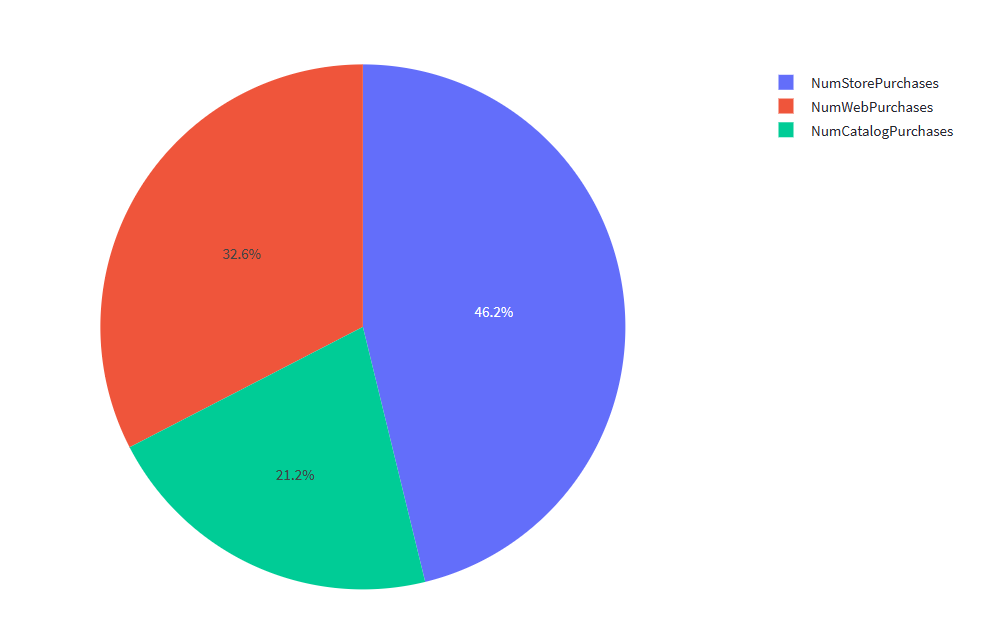 NumStorePurchases
NumWebPurchases
NumCatalogPurchases
32.6%
46.2%
21.2%